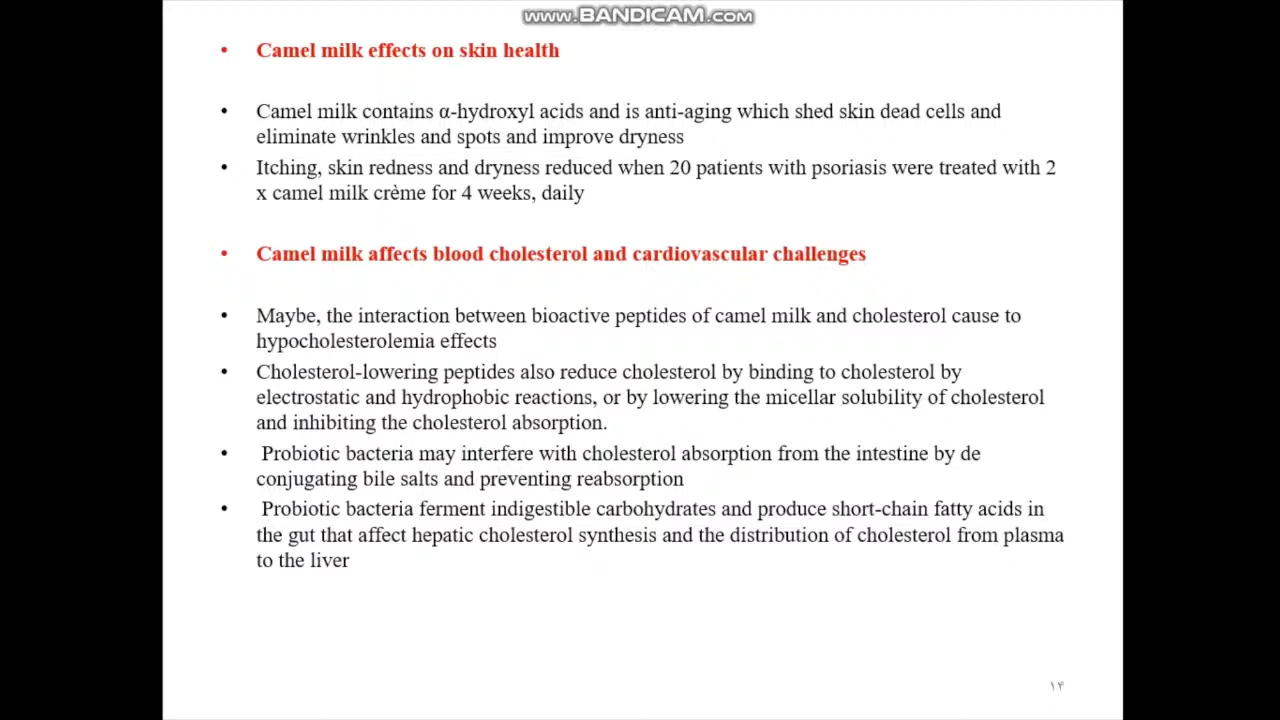 www.BANDICAM.com
• Camel milk effects on skin health
• Camel milk contains α-hydroxyl acids and is anti-aging which shed skin dead cells and
eliminate wrinkles and spots and improve dryness
• Itching, skin redness and dryness reduced when 20 patients with psoriasis were treated with 2
x camel milk crème for 4 weeks, daily
• Camel milk affects blood cholesterol and cardiovascular challenges
• Maybe, the interaction between bioactive peptides of camel milk and cholesterol cause to
hypocholesterolemia effects
• Cholesterol-lowering peptides also reduce cholesterol by binding to cholesterol by
electrostatic and hydrophobic reactions, or by lowering the micellar solubility of cholesterol
and inhibiting the cholesterol absorption.
• Probiotic bacteria may interfere with cholesterol absorption from the intestine by de
conjugating bile salts and preventing reabsorption
• Probiotic bacteria ferment indigestible carbohydrates and produce short-chain fatty acids in
the gut that affect hepatic cholesterol synthesis and the distribution of cholesterol from plasma
to the liver
۱۴